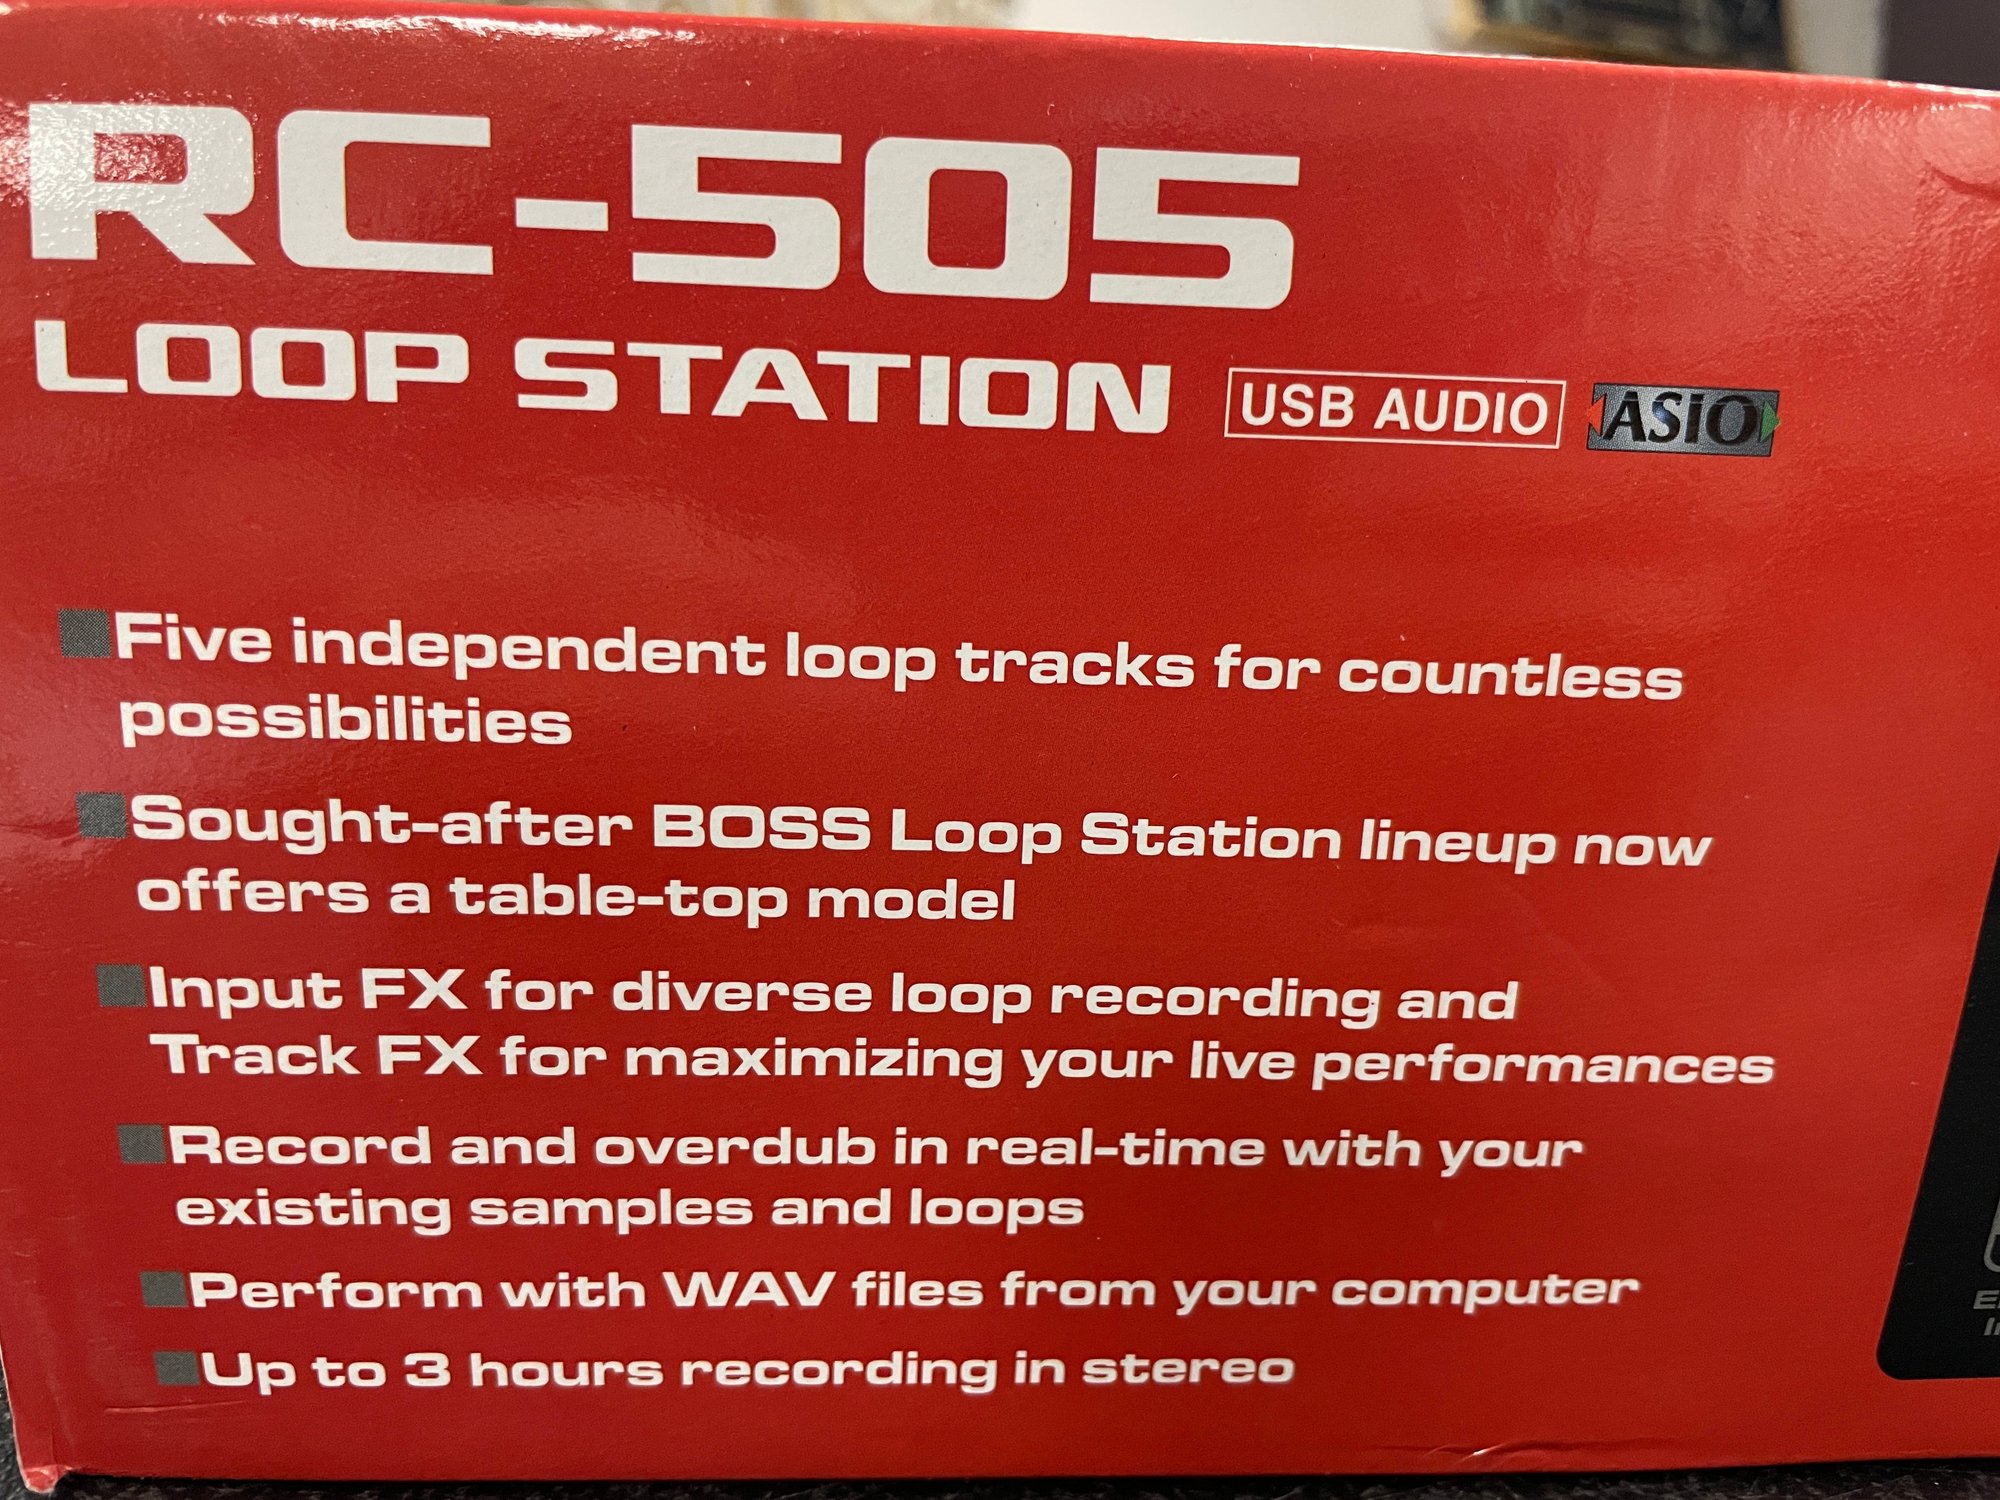 RC-505
LOOP STATION USB AUDIO ASIO
Five independent loop tracks for countless
possibilities
Sought-after BOSS Loop Station lineup now
offers a table-top model
Input FX for diverse loop recording and
Track FX for maximizing your live performances
Record and overdub in real-time with your
existing samples and loops
Perform with WAV files from your computer
Up to 3 hours recording in stereo